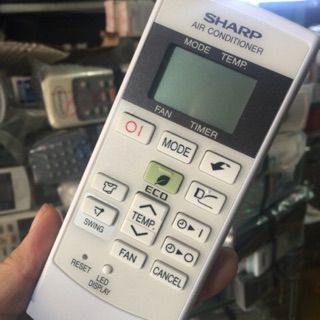 SHARP
AIR CONDITIONER
MODE TEMP.
FAN TIMER
MODE
ECO
TEMP.
SWING
FAN
CANCEL
RESET
LED
DISPLAY